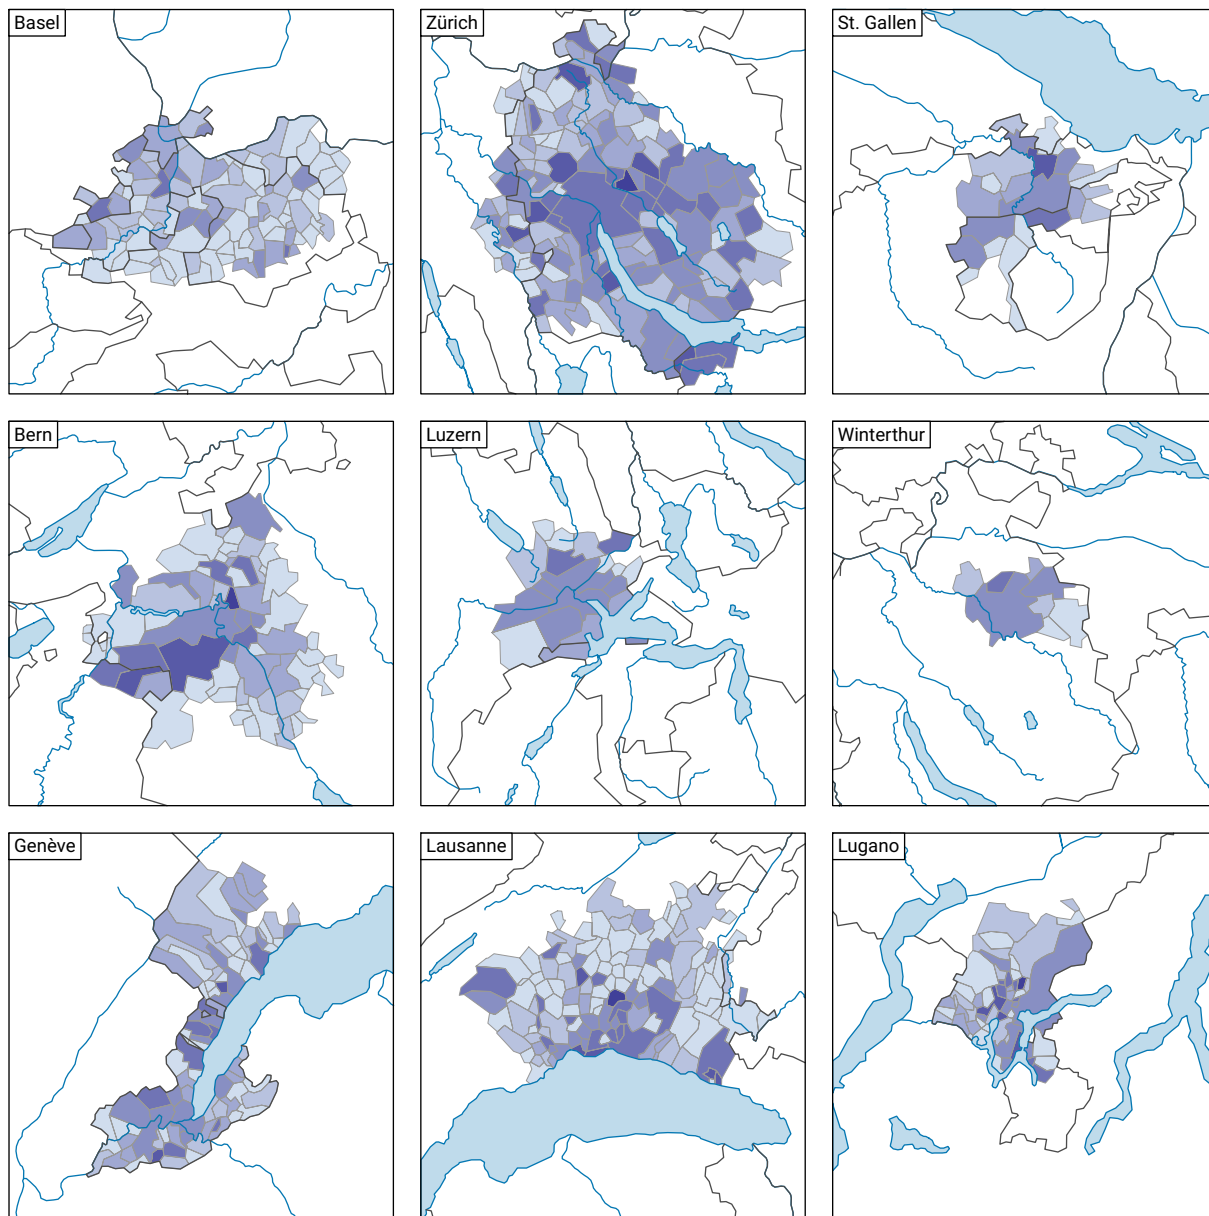 Basel
Zürich
St. Gallen
Bern
Luzern
Winterthur
Genève
Lausanne
Lugano